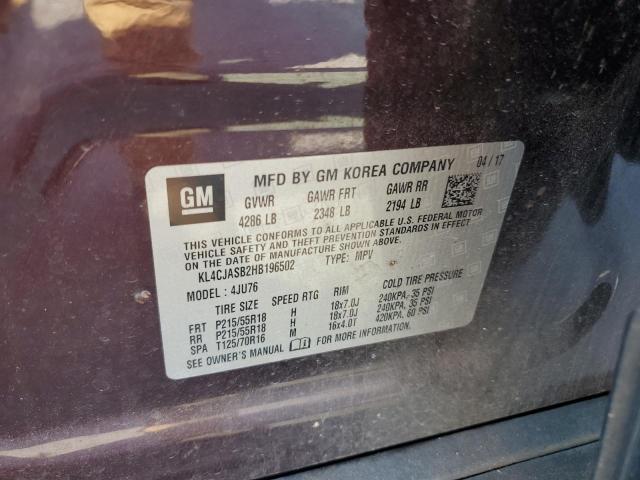 GM
MFD BY GM KOREA COMPANY 04/17
GVWR GAWR FRT GAWR RR
4286 LB 2348 LB 2194 LB
THIS VEHICLE CONFORMS TO ALL APPLICABLE U.S. FEDERAL MOTOR
VEHICLE SAFETY AND THEFT PREVENTION STANDARDS IN
EFFECT ON THE DATE OF MANUFACTURE SHOWN ABOVE.
KL4CJASB2HB196502 TYPE: MPV
MODEL : 4JU76
TIRE SIZE SPEED RTG RIM COLD TIRE PRESSURE
FRT P215/55R18 H 18x7.0J 240KPA, 35 PSI
RR P215/55R18 H 18x7.0J 240KPA, 35 PSI
SPA T125/70R16 M 16x4.0T 420KPA, 60 PSI
SEE OWNER'S MANUAL FOR MORE INFORMATION.